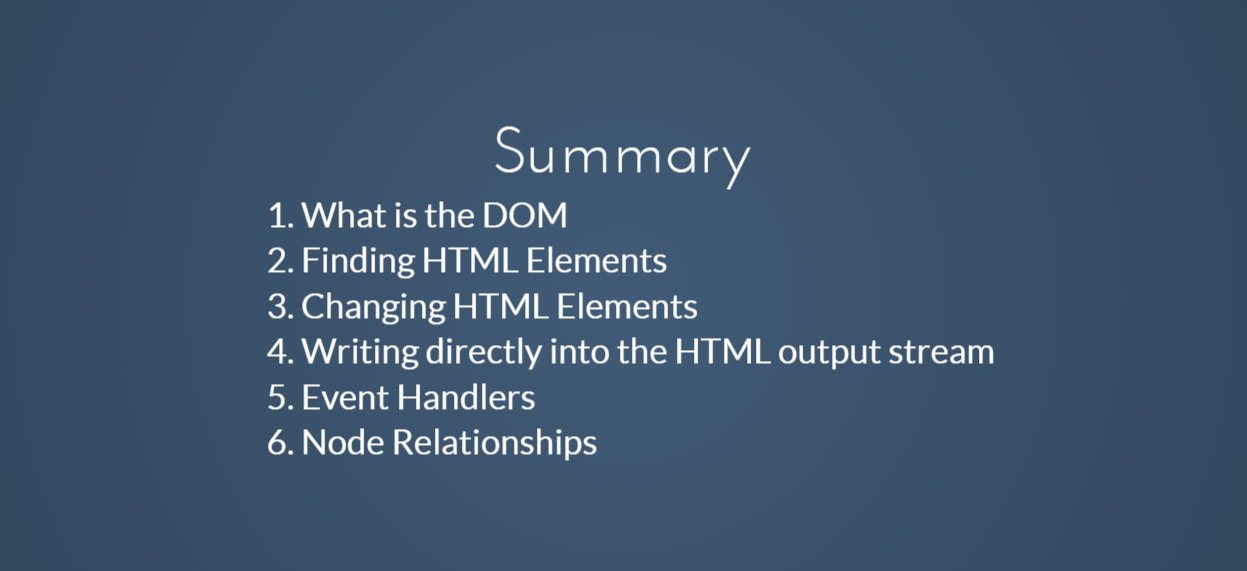 Summary
1. What is the DOM
2. Finding HTML Elements
3. Changing HTML Elements
4. Writing directly into the HTML output stream
5. Event Handlers
6. Node Relationships